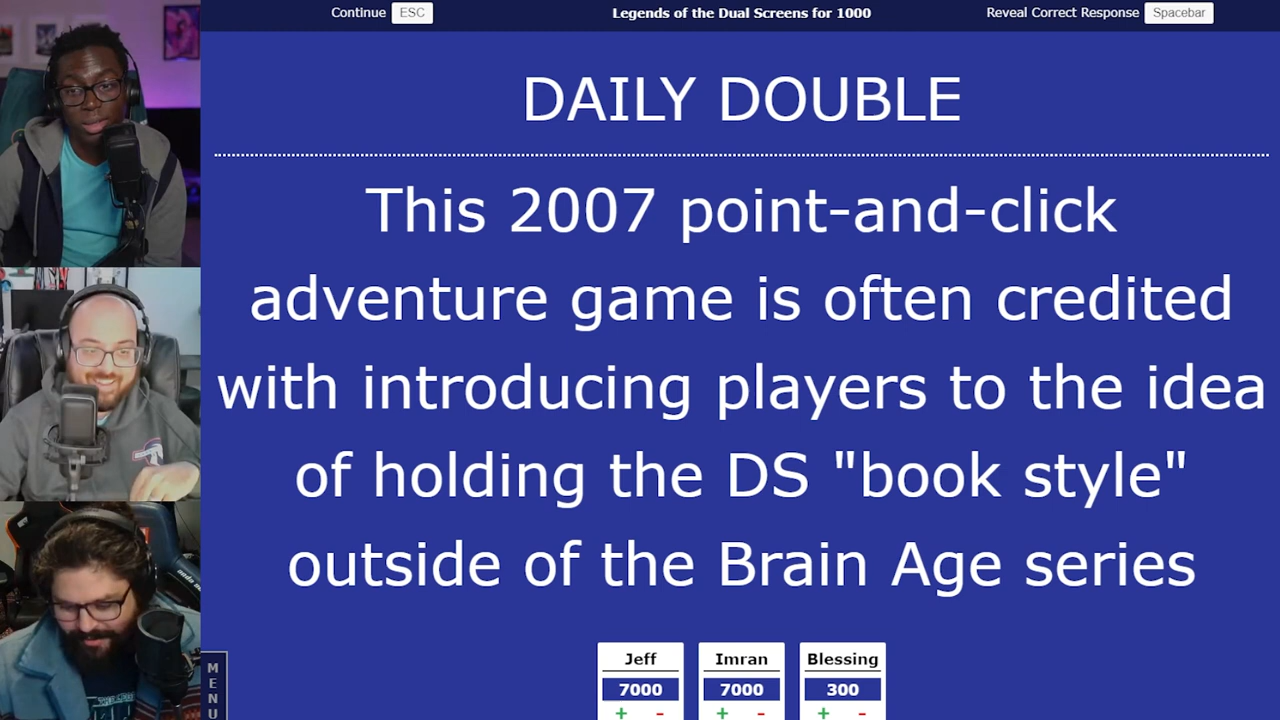 Continue ESC
Legends of the Dual Screens for 1000
Reveal Correct Response Spacebar
DAILY DOUBLE
This 2007 point-and-click
adventure game is often credited
with introducing players to the idea
of holding the DS "book style"
outside of the Brain Age series
MENU
Jeff
7000
+ -
Imran
7000
+ -
Blessing
300
+ -